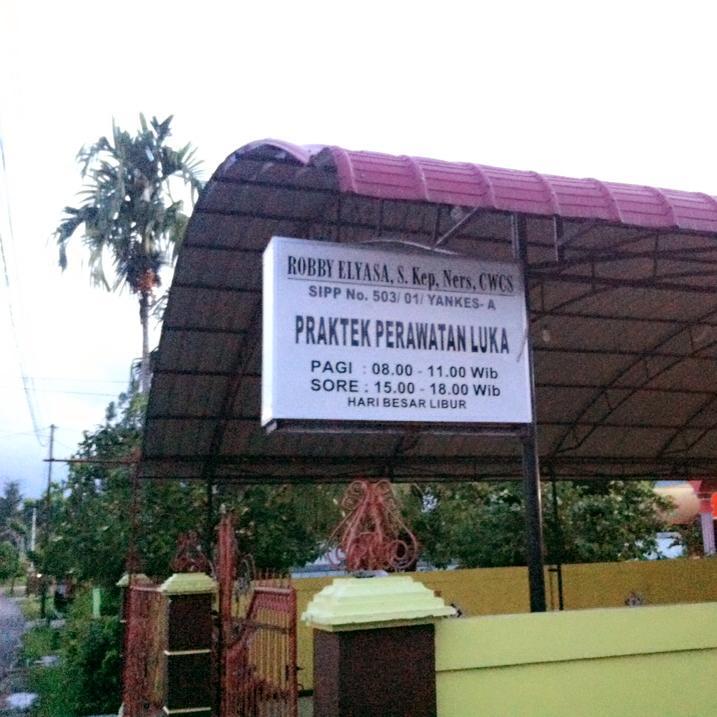 ROBBY ELYASA, S. Kep, Ners, CWCS
SIPP No. 503/ 01/ YANKES- A
PRAKTEK PERAWATAN LUKA
PAGI : 08.00 - 11.00 Wib
SORE : 15.00 - 18.00 Wib
HARI BESAR LIBUR